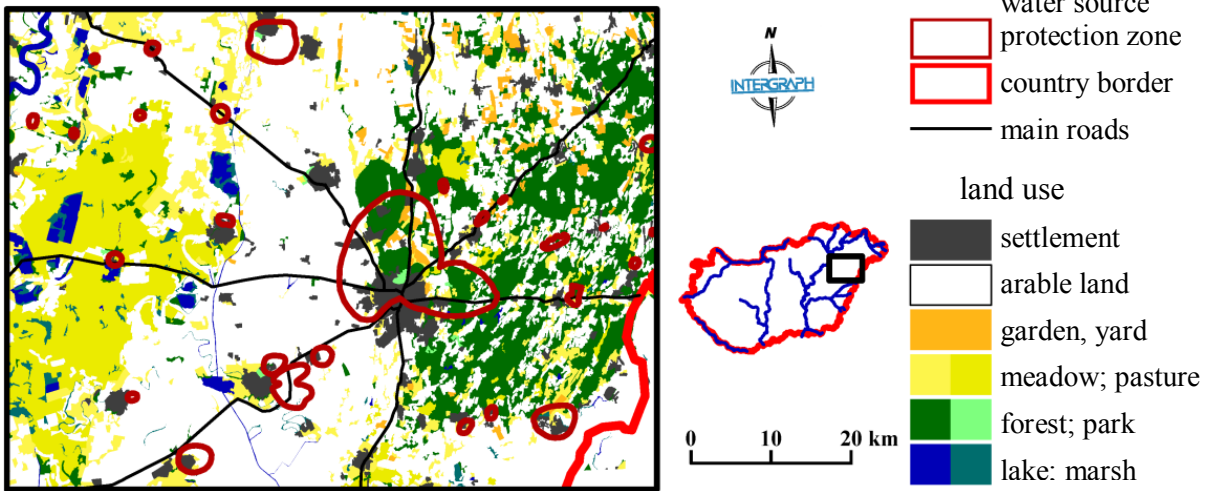 N
INTERGRAPH
water source
protection zone
country border
main roads
land use
settlement
arable land
garden, yard
meadow; pasture
forest; park
lake; marsh
0 10 20 km